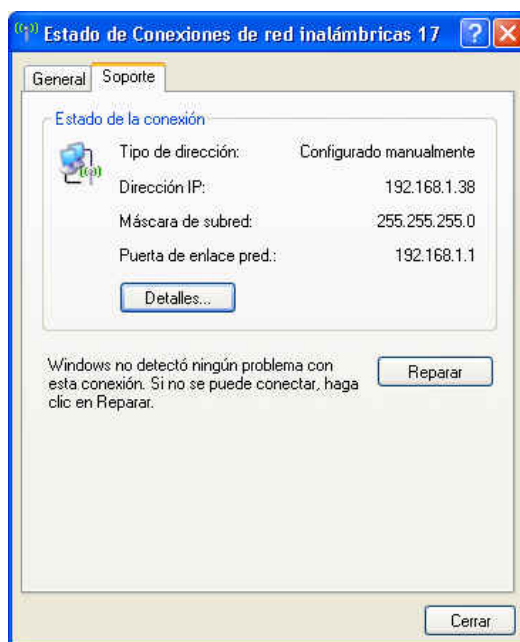 Estado de Conexiones de red inalámbricas 17
General
Soporte
Estado de la conexión
Tipo de dirección: Configurado manualmente
Dirección IP: 192.168.1.38
Máscara de subred: 255.255.255.0
Puerta de enlace pred.: 192.168.1.1
Detalles...
Windows no detectó ningún problema con
esta conexión. Si no se puede conectar, haga
clic en Reparar.
Reparar
Cerrar